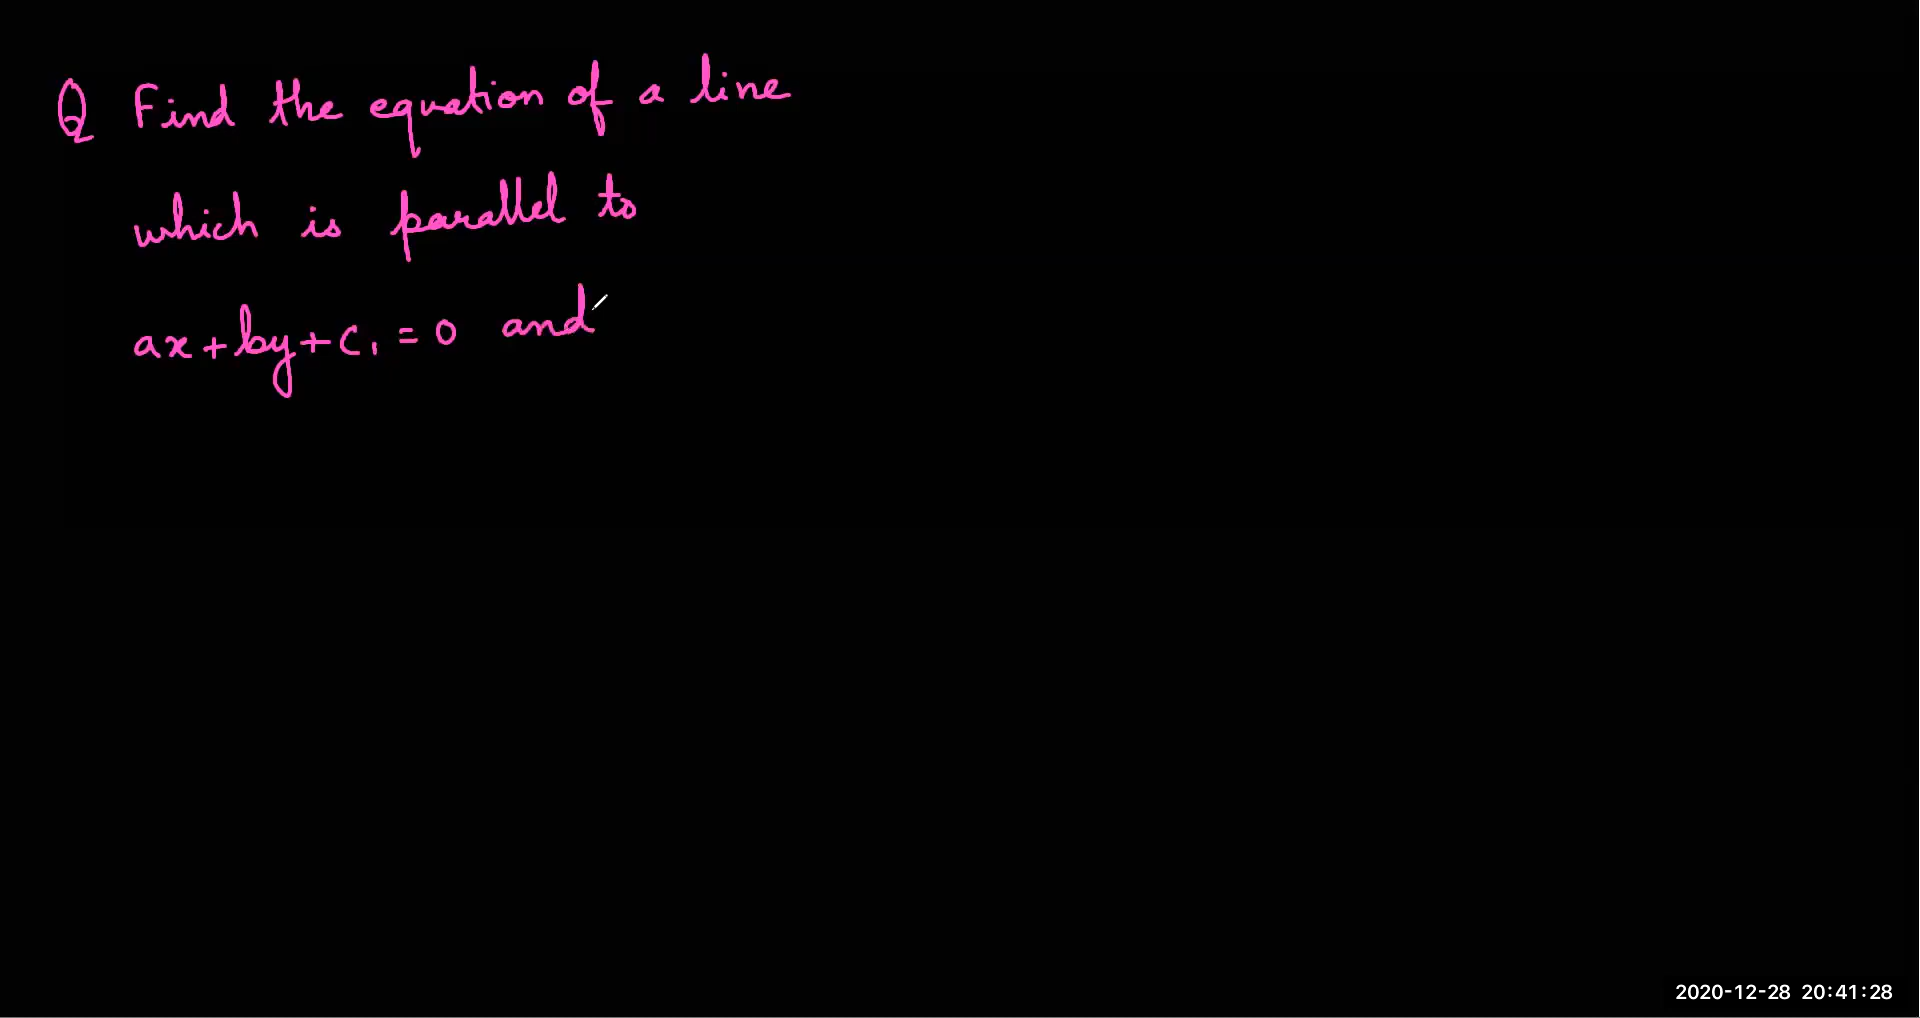 Q Find the equation of a line
which is parallel to
ax + by + c₁ = 0 and
2020-12-28 20:41:28